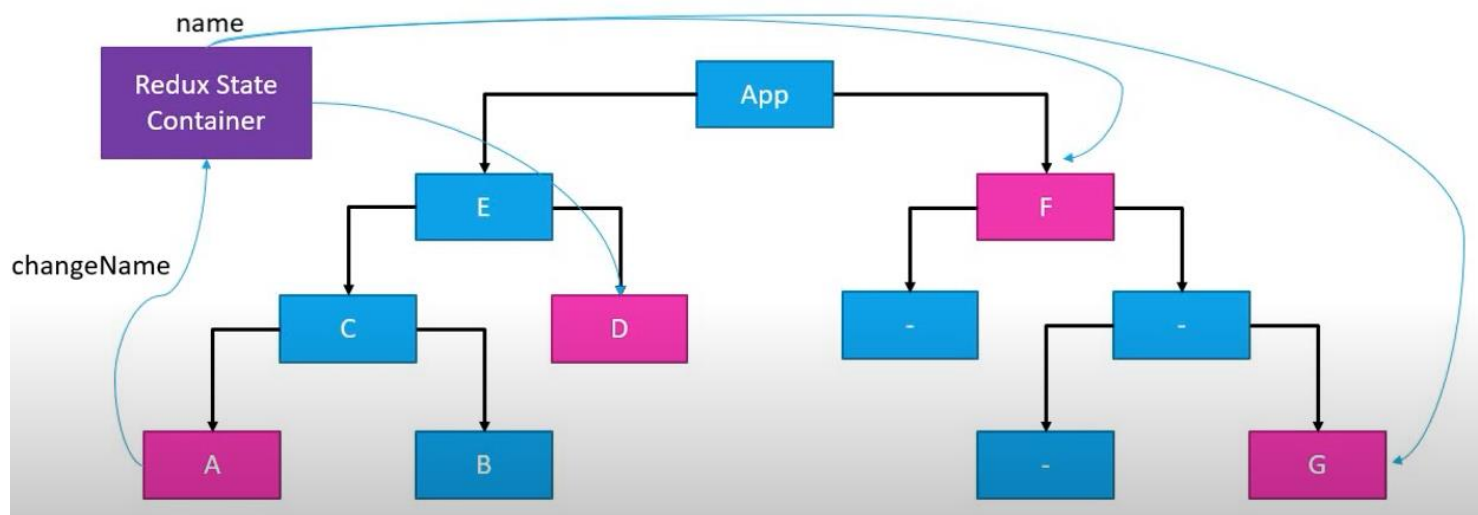 name
Redux State
Container
App
E
F
changeName
C
D
-
-
A
B
-
G